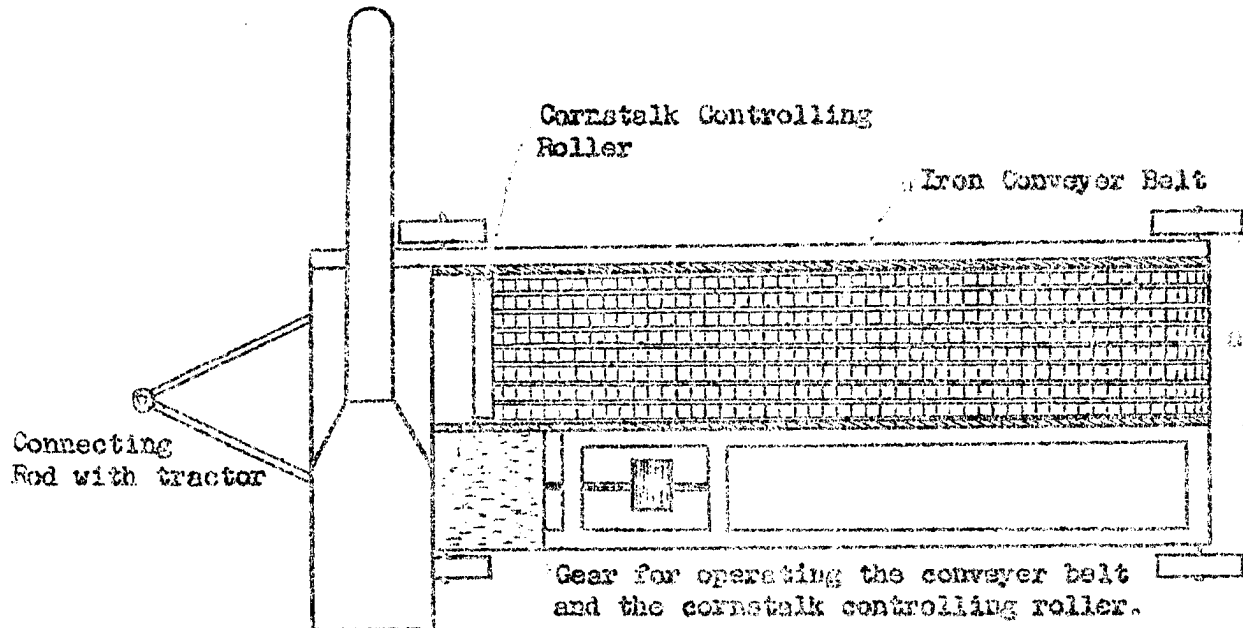 Cornstalk Controlling
Roller
Iron Conveyer Belt
Connecting
Rod with tractor
Gear for operating the conveyer belt
and the cornstalk controlling roller.